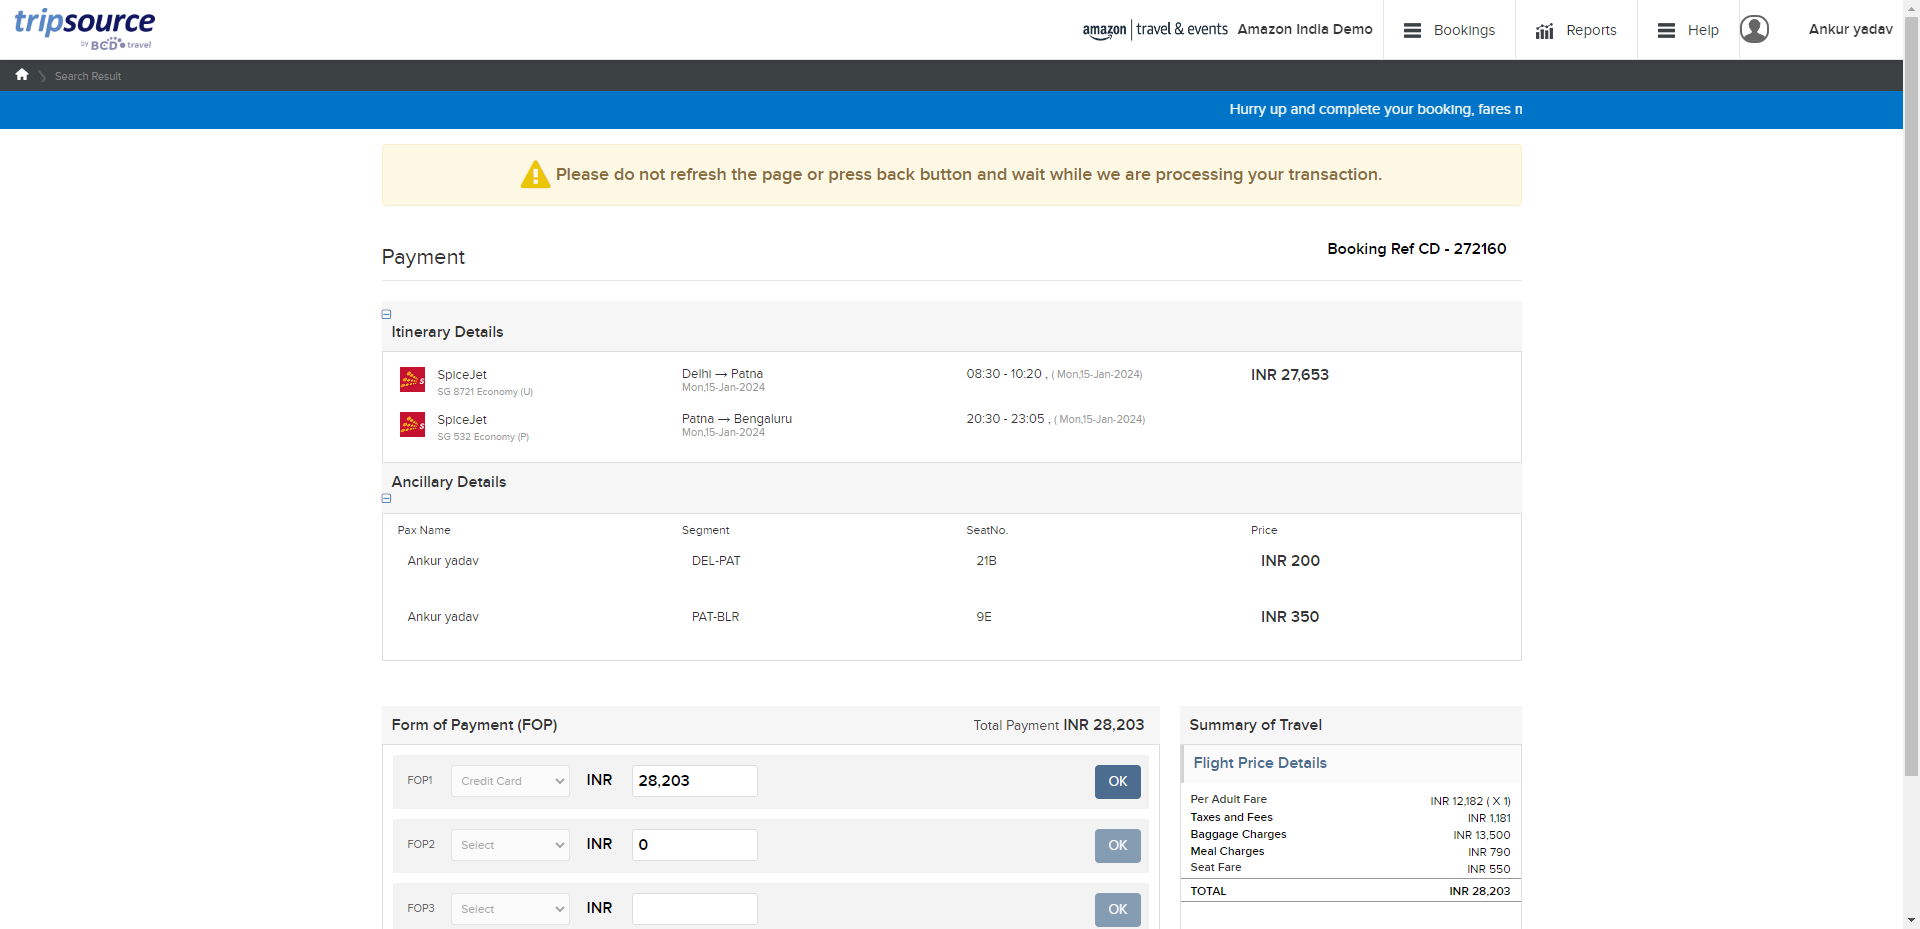 tripsource
by BCD travel
amazon | travel & events Amazon India Demo
Bookings
Reports
Help
Ankur yadav
Search Result
Hurry up and complete your booking, fares m
Please do not refresh the page or press back button and wait while we are processing your transaction.
Payment
Booking Ref CD - 272160
Itinerary Details
SpiceJet Delhi → Patna 08:30 - 10:20 , ( Mon,15-Jan-2024) INR 27,653
SG 8721 Economy (U) Mon,15-Jan-2024
SpiceJet Patna → Bengaluru 20:30 - 23:05 , ( Mon,15-Jan-2024)
SG 532 Economy (P) Mon,15-Jan-2024
Ancillary Details
Pax Name Segment SeatNo. Price
Ankur yadav DEL-PAT 21B INR 200
Ankur yadav PAT-BLR 9E INR 350
Form of Payment (FOP) Total Payment INR 28,203
FOP1 Credit Card INR 28,203 OK
FOP2 Select INR 0 OK
FOP3 Select INR OK
Summary of Travel
Flight Price Details
Per Adult Fare INR 12,182 ( X 1)
Taxes and Fees INR 1,181
Baggage Charges INR 13,500
Meal Charges INR 790
Seat Fare INR 550
TOTAL INR 28,203